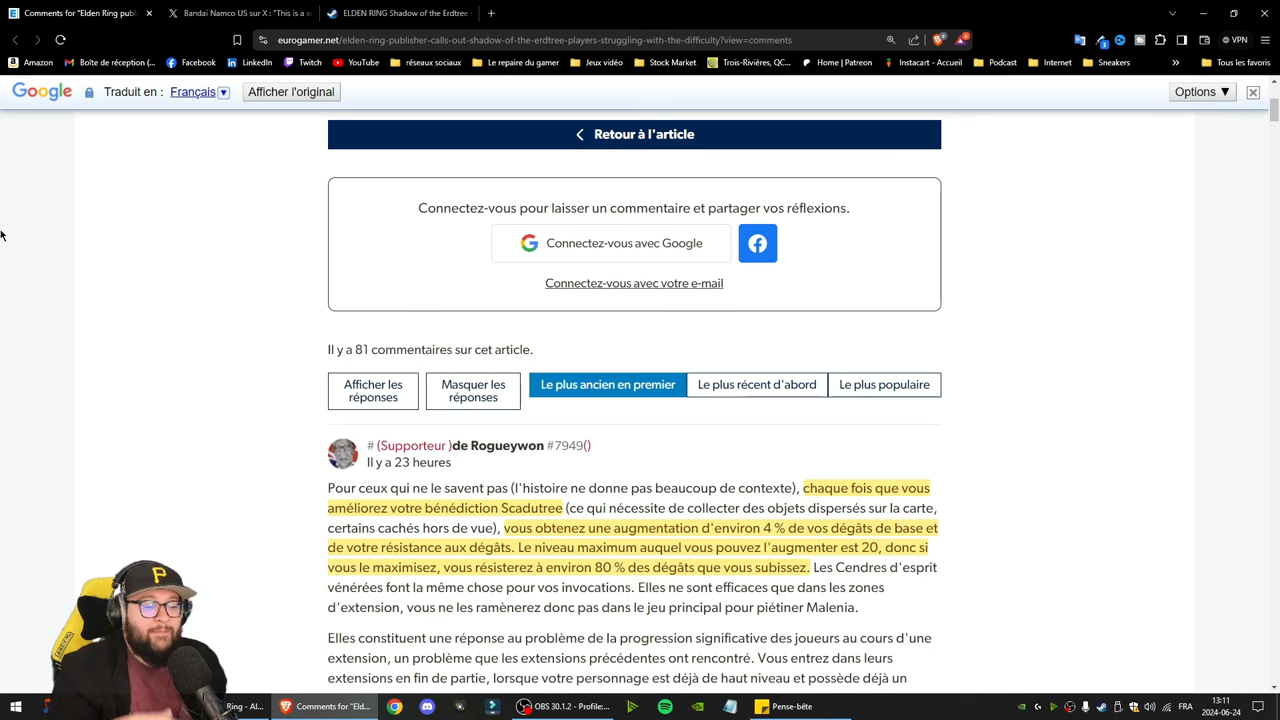 Comments for "Elden Ring publ
Bandai Namco US sur X : "This is a s
ELDEN RING Shadow of the Erdtree
eurogamer.net/elden-ring-publisher-calls-out-shadow-of-the-erdtree-players-struggling-with-the-difficulty?view=comments
VPN
Amazon
Boîte de réception (...
Facebook
LinkedIn
Twitch
YouTube
réseaux sociaux
Le repaire du gamer
Jeux vidéo
Stock Market
Trois-Rivières, QC...
Home | Patreon
Instacart - Accueil
Podcast
Internet
Sneakers
»
Tous les favoris
Google
Traduit en :
Français
Afficher l'original
Options ▼
Retour à l'article
Connectez-vous pour laisser un commentaire et partager vos réflexions.
Connectez-vous avec Google
Connectez-vous avec votre e-mail
Il y a 81 commentaires sur cet article.
Afficher les
réponses
Masquer les
réponses
Le plus ancien en premier
Le plus récent d'abord
Le plus populaire
# (Supporteur )de Rogueywon #7949()
Il y a 23 heures
Pour ceux qui ne le savent pas (l'histoire ne donne pas beaucoup de contexte), chaque fois que vous
améliorez votre bénédiction Scadutree (ce qui nécessite de collecter des objets dispersés sur la carte,
certains cachés hors de vue), vous obtenez une augmentation d'environ 4 % de vos dégâts de base et
de votre résistance aux dégâts. Le niveau maximum auquel vous pouvez l'augmenter est 20, donc si
vous le maximisez, vous résisterez à environ 80 % des dégâts que vous subissez. Les Cendres d'esprit
vénérées font la même chose pour vos invocations. Elles ne sont efficaces que dans les zones
d'extension, vous ne les ramènerez donc pas dans le jeu principal pour piétiner Malenia.
Elles constituent une réponse au problème de la progression significative des joueurs au cours d'une
extension, un problème que les extensions précédentes ont rencontré. Vous entrez dans leurs
extensions en fin de partie, lorsque votre personnage est déjà de haut niveau et possède déjà un
P
Ring - Al...
Comments for "Eld...
OBS 30.1.2 - Profile:...
Pense-bête
FRA
13:11
2024-06-24